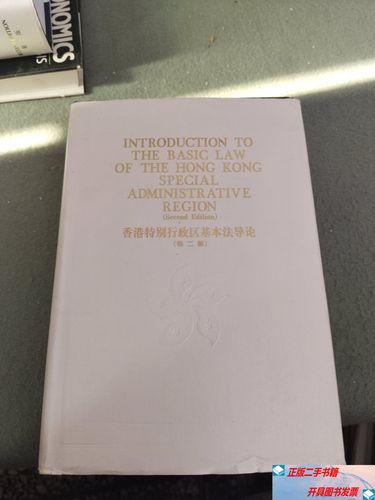 NOMICS
INTRODUCTION TO
THE BASIC LAW
OF THE HONG KONG
SPECIAL
ADMINISTRATIVE
REGION
(Second Edition)
香港特别行政区基本法导论
(第二版)
正版二手书籍
开具图书发票